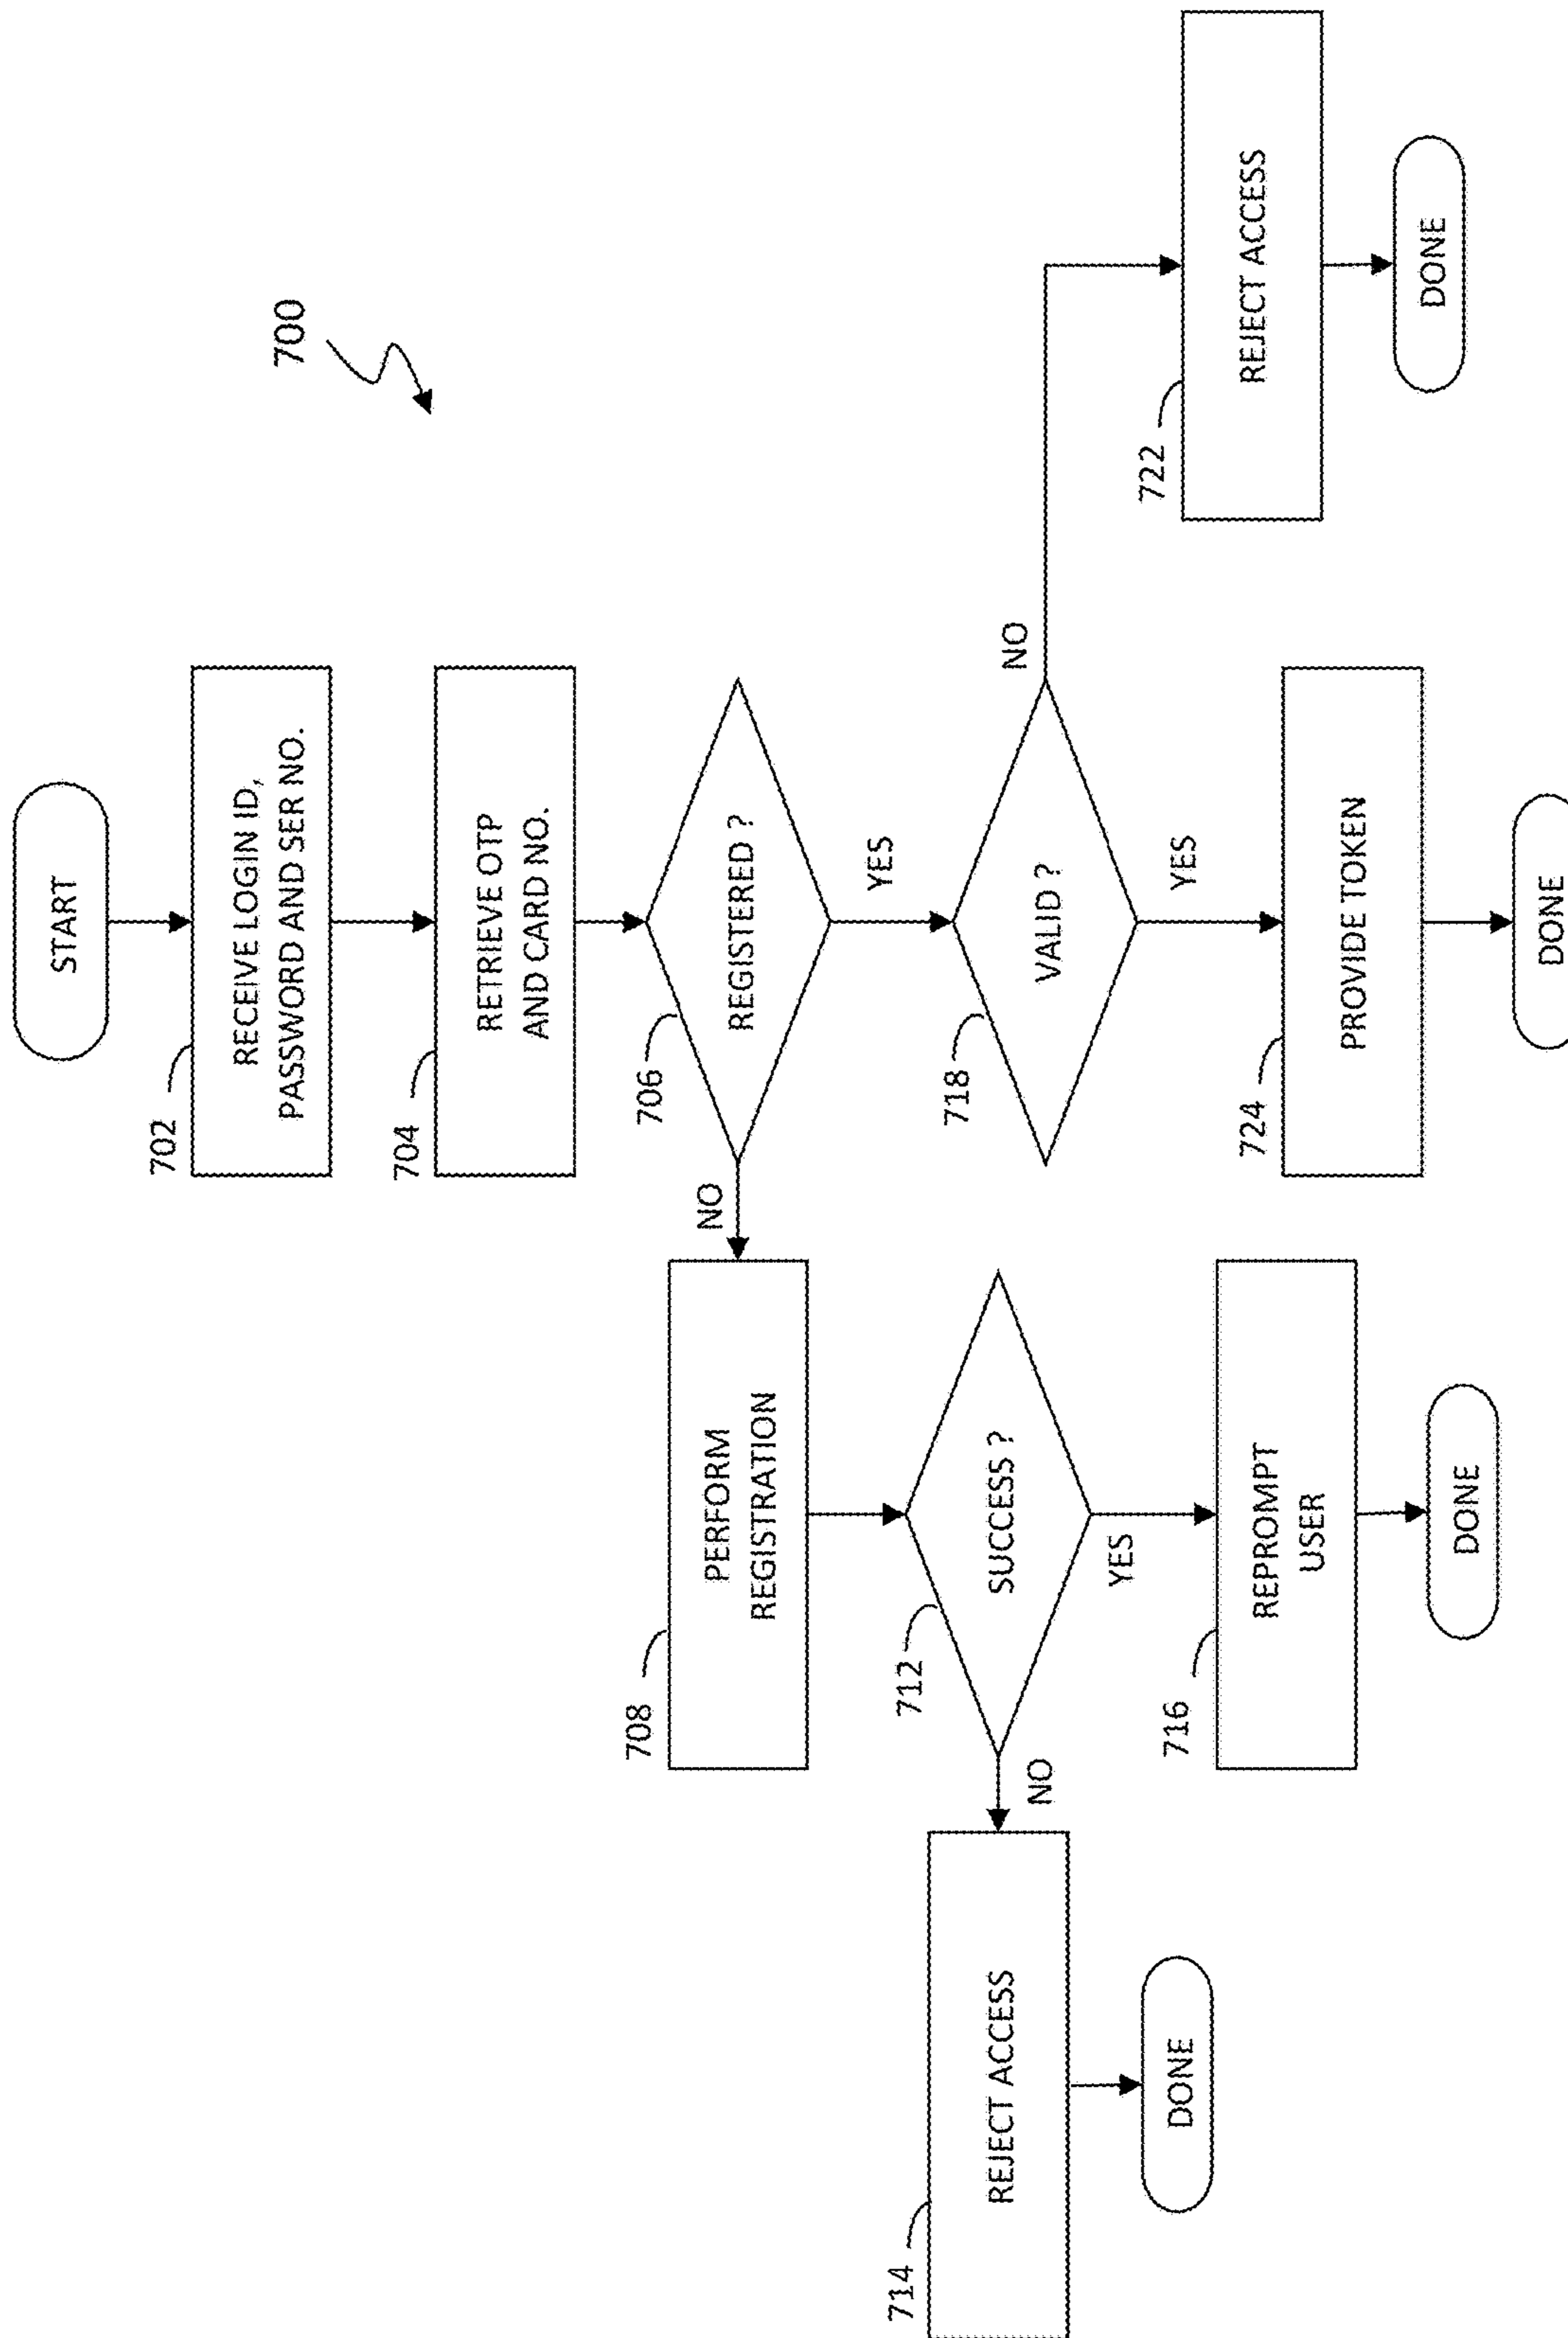 700
START
702
RECEIVE LOGIN ID,
PASSWORD AND SER NO.
704
RETRIEVE OTP
AND CARD NO.
706
REGISTERED ?
NO
YES
708
PERFORM
REGISTRATION
718
VALID ?
NO
YES
712
SUCCESS ?
NO
YES
714
REJECT ACCESS
DONE
716
REPROMPT
USER
DONE
724
PROVIDE TOKEN
DONE
722
REJECT ACCESS
DONE